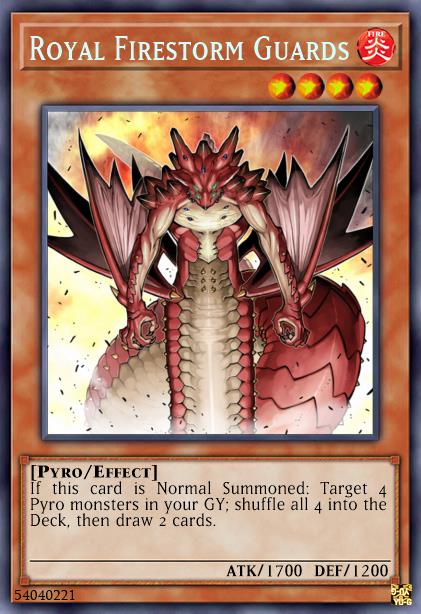 Royal Firestorm Guards
FIRE
炎
[Pyro/Effect]
If this card is Normal Summoned: Target 4
Pyro monsters in your GY; shuffle all 4 into the
Deck, then draw 2 cards.
ATK/1700 DEF/1200
54040221